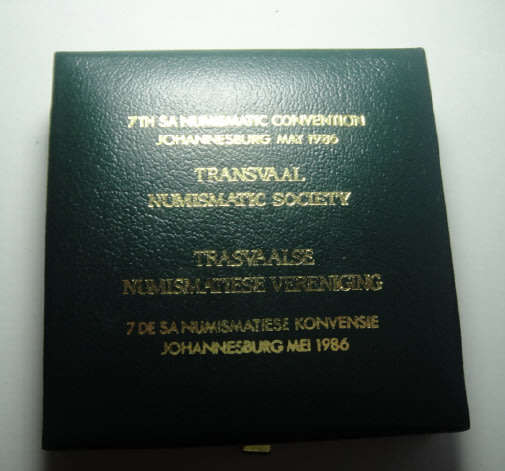 7TH SA NUMISMATIC CONVENTION
JOHANNESBURG MAY 1986
TRANSVAAL
NUMISMATIC SOCIETY
TRASVAALSE
NUMISMATIESE VERENIGING
7 DE SA NUMISMATIESE KONVENSIE
JOHANNESBURG MEI 1986